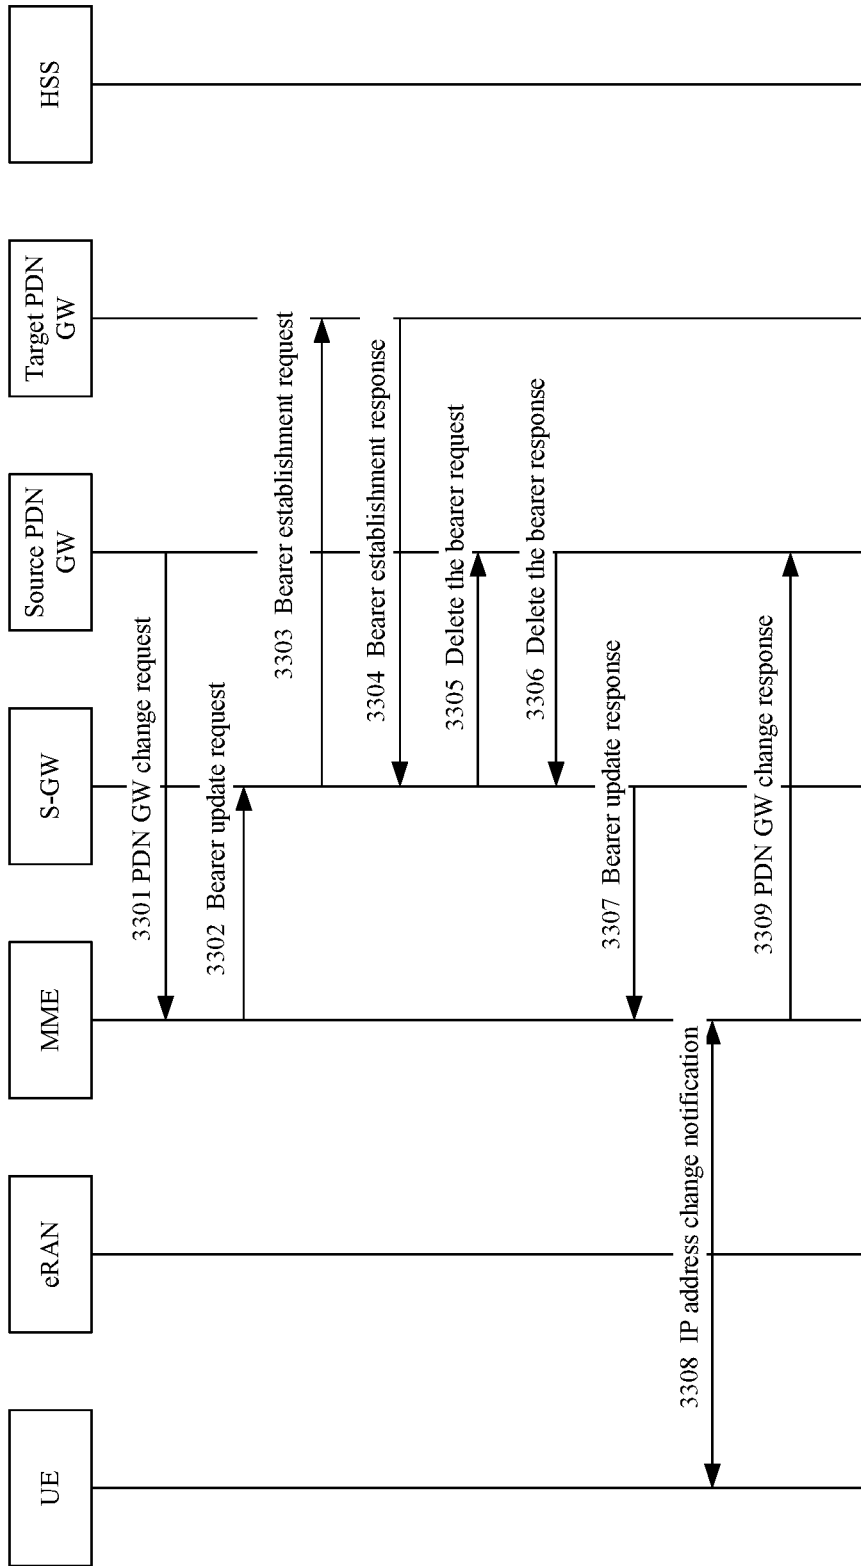 UE
eRAN
MME
S-GW
Source PDN
GW
Target PDN
GW
HSS
3301 PDN GW change request
3302 Bearer update request
3303 Bearer establishment request
3304 Bearer establishment response
3305 Delete the bearer request
3306 Delete the bearer response
3307 Bearer update response
3308 IP address change notification
3309 PDN GW change response